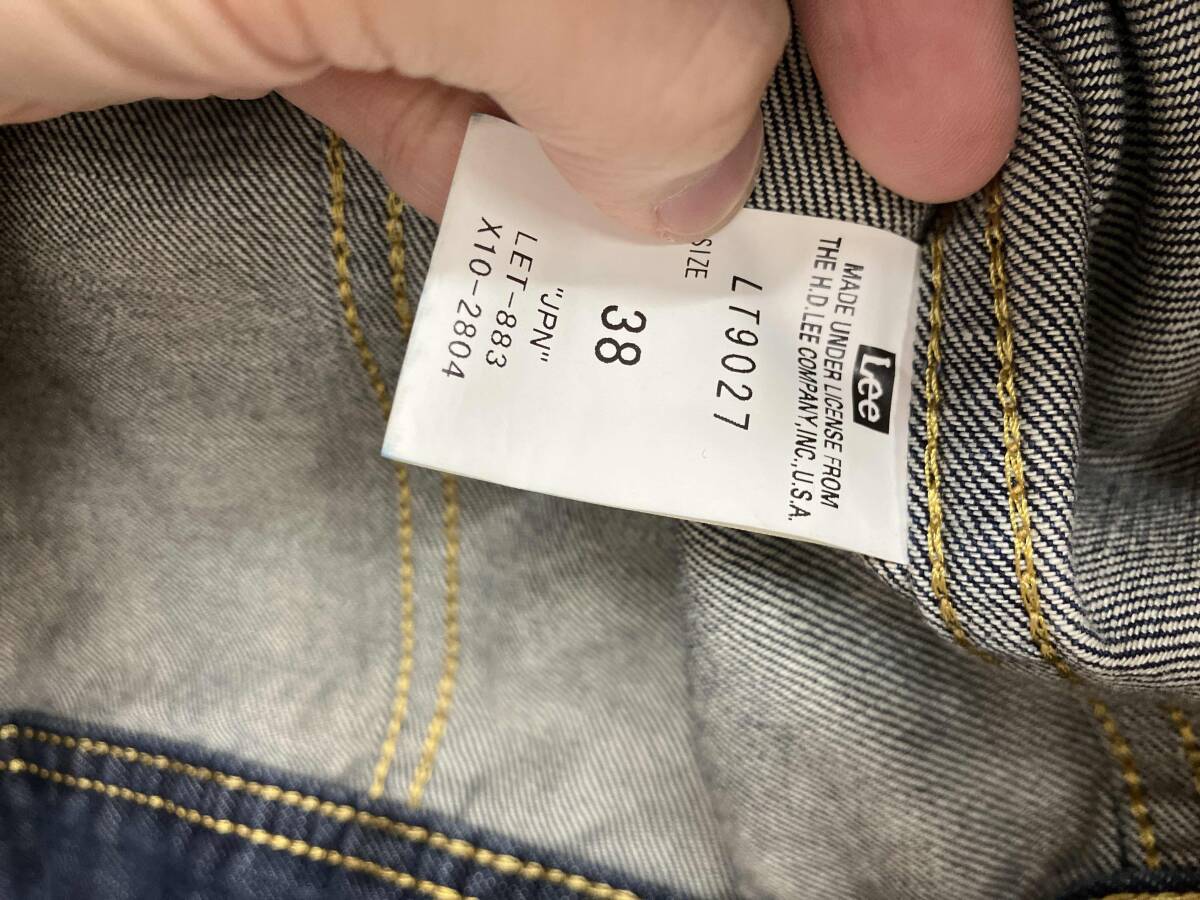 Lee
MADE UNDER LICENSE FROM
THE H.D.LEE COMPANY,INC.,U.S.A.
LT9027
SIZE
38
"JPN"
LET-883
X10-2804